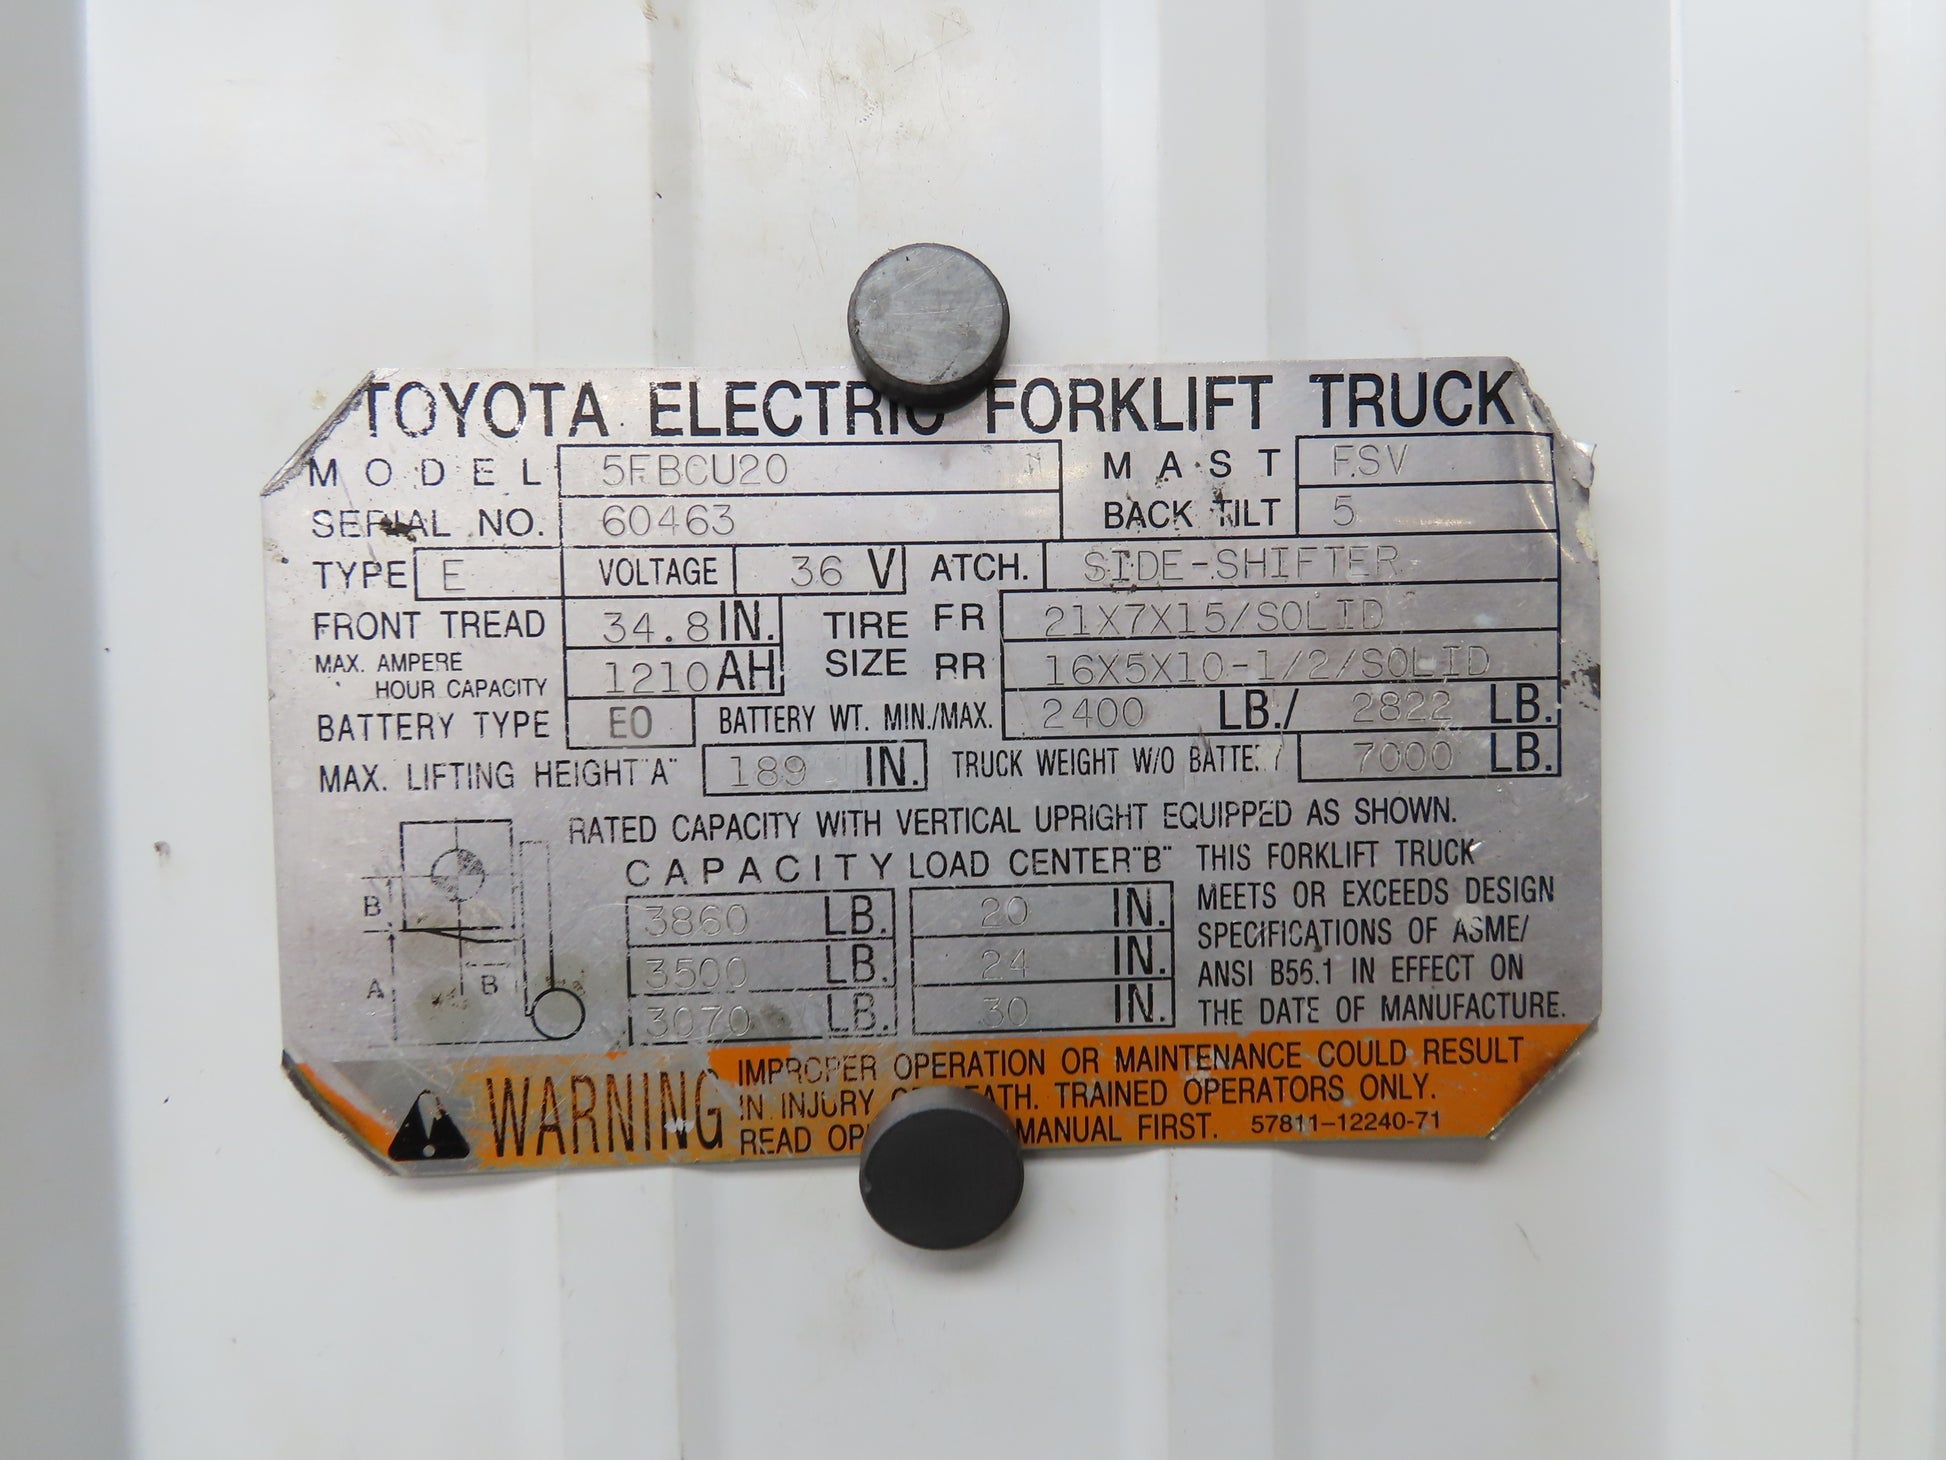 TOYOTA ELECTRIC FORKLIFT TRUCK
MODEL 5FBCU20 N MAST FSV
SERIAL NO. 60463 BACK TILT 5
TYPE E VOLTAGE 36 V ATCH. SIDE-SHIFTER
FRONT TREAD 34.8 IN. TIRE SIZE FR 21X7X15/SOLID
MAX. AMPERE HOUR CAPACITY 1210 AH RR 16X5X10-1/2/SOLID
BATTERY TYPE EO BATTERY WT. MIN./MAX. 2400 LB./ 2822 LB.
MAX. LIFTING HEIGHT "A" 189 IN. TRUCK WEIGHT W/O 7000 LB.
RATED CAPACITY WITH VERTICAL UPRIGHT EQUIPPED AS SHOWN.
CAPACITY LOAD CENTER "B"
3860 LB. 20 IN.
3500 LB. 24 IN.
3070 LB. 30 IN.
B
A
B
THIS FORKLIFT TRUCK
MEETS OR EXCEEDS DESIGN
SPECIFICATIONS OF ASME/
ANSI B56.1 IN EFFECT ON
THE DATE OF MANUFACTURE.
WARNING
IMPROPER OPERATION OR MAINTENANCE COULD RESULT
IN INJURY TRAINED OPERATORS ONLY.
READ MANUAL FIRST. 57811-12240-71